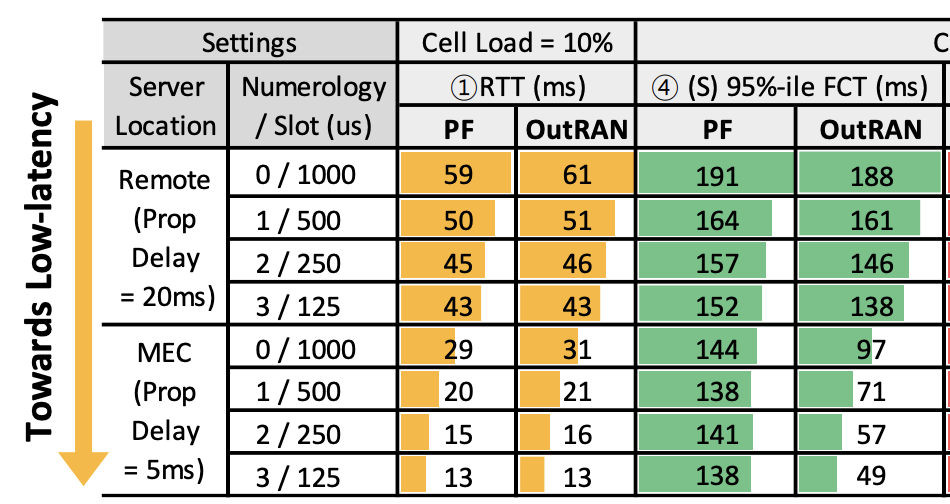 Towards Low-latency
Settings Cell Load = 10% C
Server Location Numerology / Slot (us) ①RTT (ms) ④ (S) 95%-ile FCT (ms)
PF OutRAN PF OutRAN
Remote (Prop Delay = 20ms)
0 / 1000 59 61 191 188
1 / 500 50 51 164 161
2 / 250 45 46 157 146
3 / 125 43 43 152 138
MEC (Prop Delay = 5ms)
0 / 1000 29 31 144 97
1 / 500 20 21 138 71
2 / 250 15 16 141 57
3 / 125 13 13 138 49